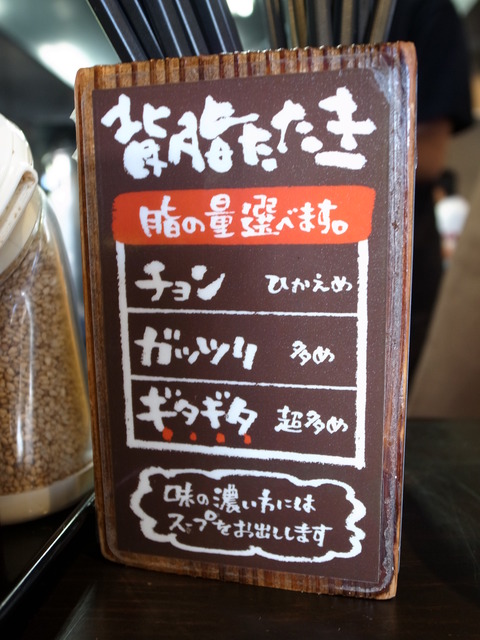 背脂たたき
脂の量選べます。
チョン ひかえめ
ガッツリ 多め
ギタギタ 超多め
味の濃い方には
スープをお出しします